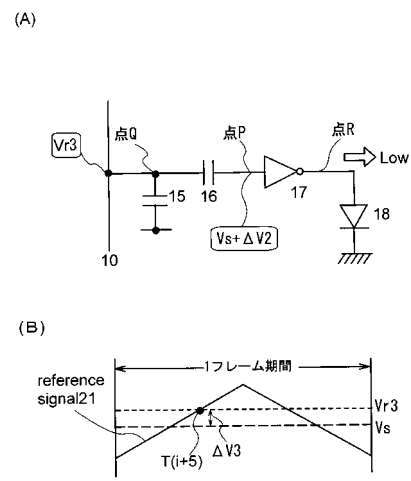 (A)
点Q
点P
点R
Low
Vr3
15
16
17
18
10
Vs+ΔV2
(B)
1フレーム期間
reference
signal21
Vr3
Vs
T(i+5)
ΔV3